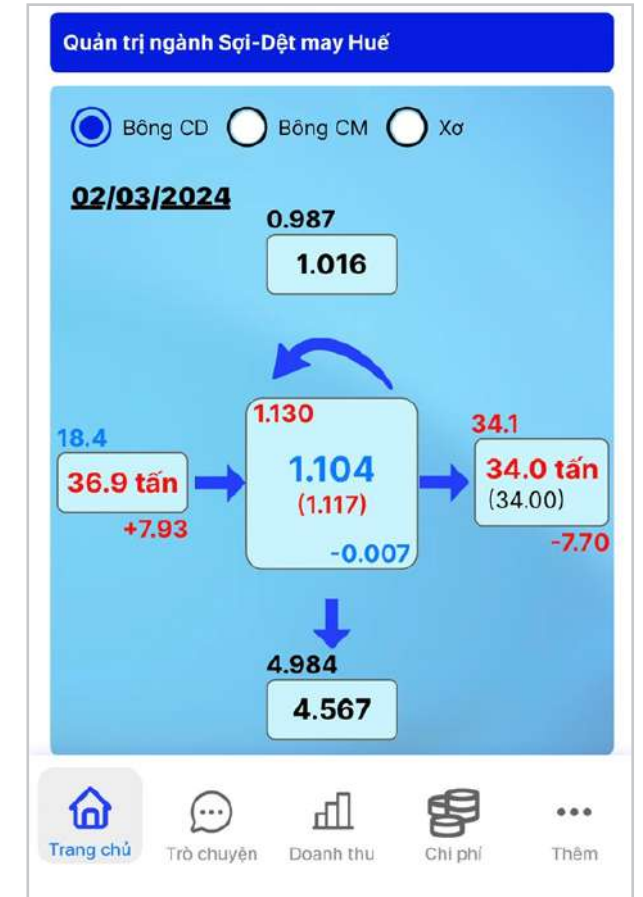 Quản trị ngành Sợi-Dệt may Huế
Bông CD Bông CM Xơ
02/03/2024
0.987
1.016
18.4
36.9 tấn
+7.93
1.130
1.104
(1.117)
-0.007
34.1
34.0 tấn
(34.00)
-7.70
4.984
4.567
Trang chủ Trò chuyện Doanh thu Chi phí Thêm